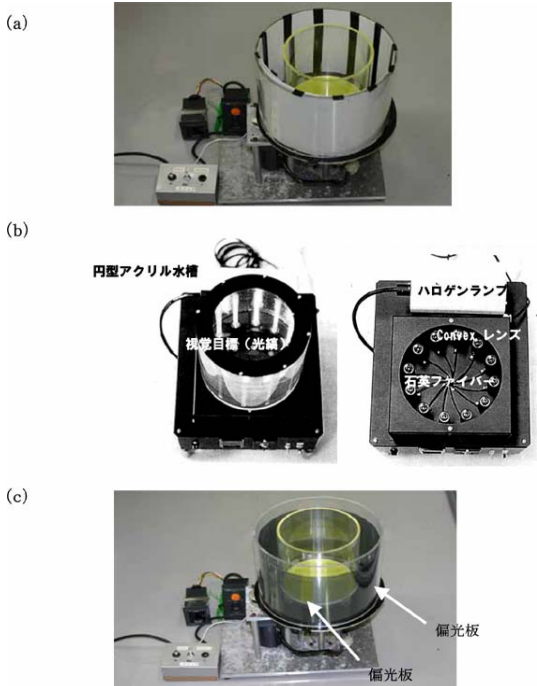 (a)
(b)
円型アクリル水槽
視覚目標（光縞）
ハロゲンランプ
Convex レンズ
石英ファイバー
(c)
偏光板
偏光板